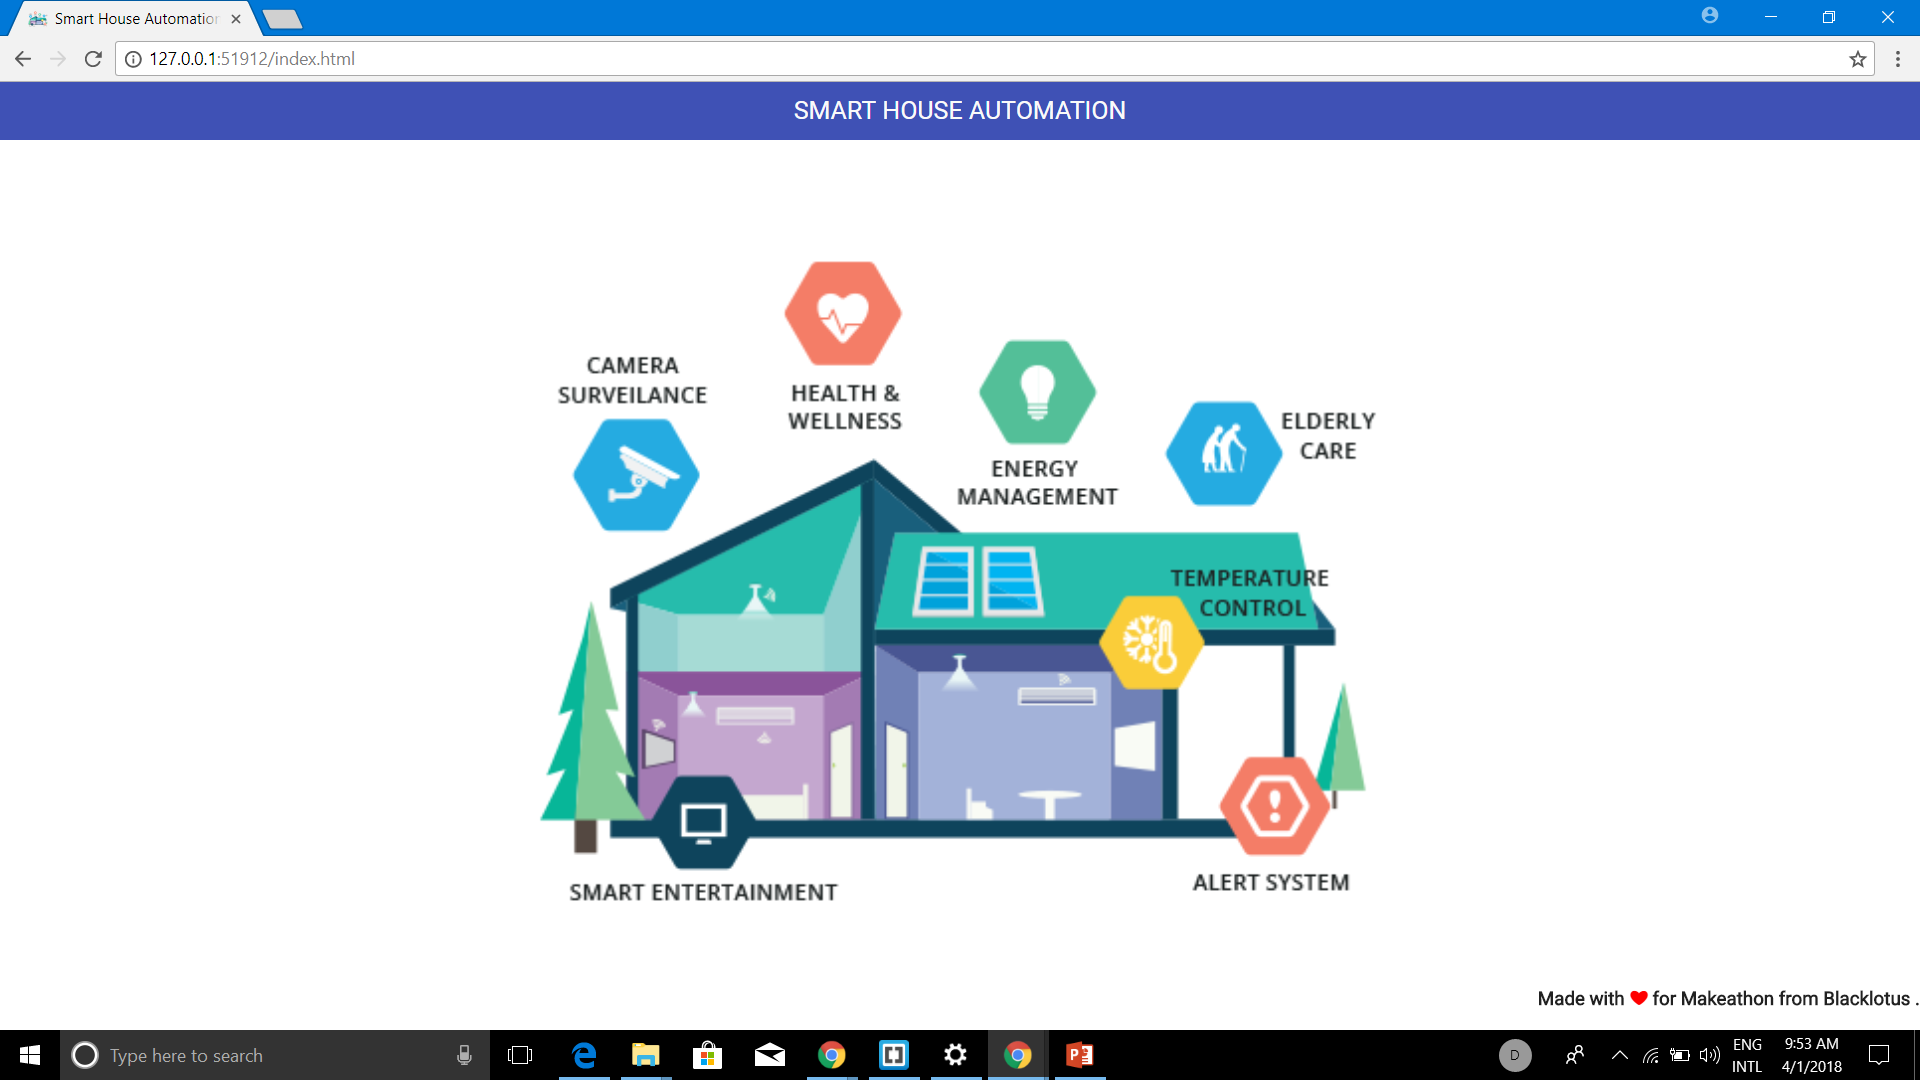 Smart House Automation
127.0.0.1:51912/index.html
SMART HOUSE AUTOMATION
CAMERA
SURVEILANCE
HEALTH &
WELLNESS
ENERGY
MANAGEMENT
ELDERLY
CARE
TEMPERATURE
CONTROL
SMART ENTERTAINMENT
ALERT SYSTEM
Made with ❤ for Makeathon from Blacklotus .
Type here to search
D
ENG
INTL
9:53 AM
4/1/2018